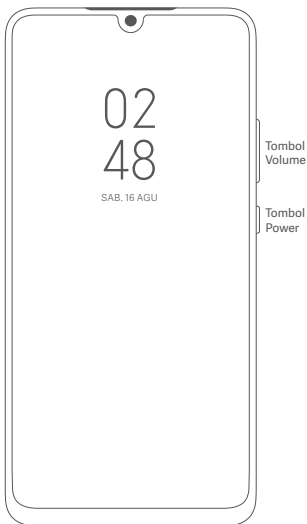 02
48
SAB. 16 AGU
Tombol
Volume
Tombol
Power